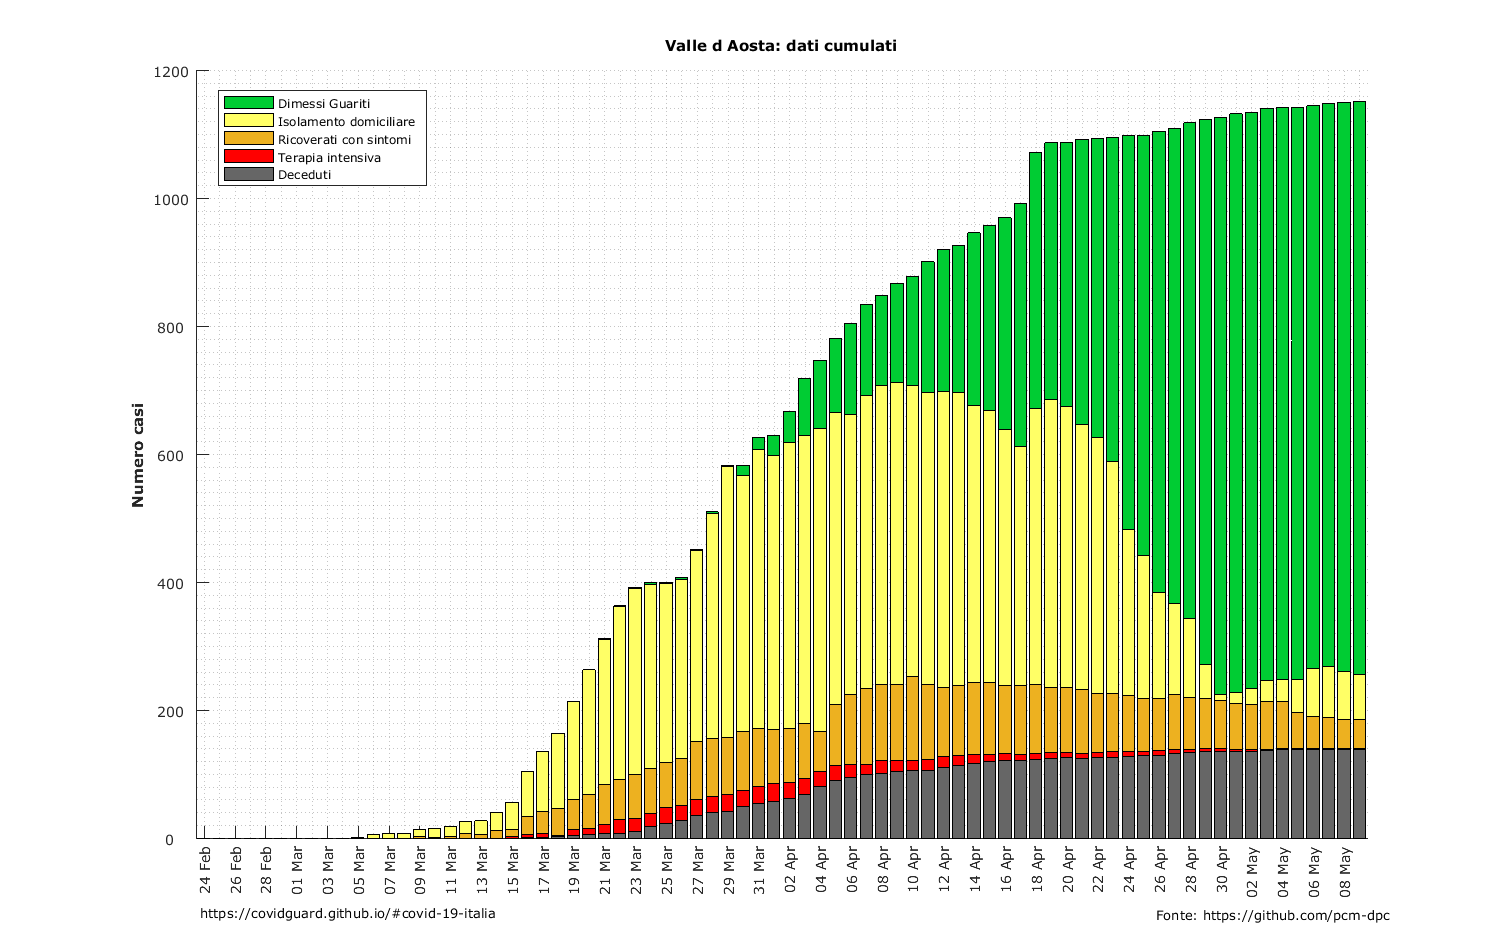 Valle d Aosta: dati cumulati
1200
1000
800
600
400
200
0
Numero casi
Dimessi Guariti
Isolamento domiciliare
Ricoverati con sintomi
Terapia intensiva
Deceduti
24 Feb
26 Feb
28 Feb
01 Mar
03 Mar
05 Mar
07 Mar
09 Mar
11 Mar
13 Mar
15 Mar
17 Mar
19 Mar
21 Mar
23 Mar
25 Mar
27 Mar
29 Mar
31 Mar
02 Apr
04 Apr
06 Apr
08 Apr
10 Apr
12 Apr
14 Apr
16 Apr
18 Apr
20 Apr
22 Apr
24 Apr
26 Apr
28 Apr
30 Apr
02 May
04 May
06 May
08 May
https://covidguard.github.io/#covid-19-italia
Fonte: https://github.com/pcm-dpc